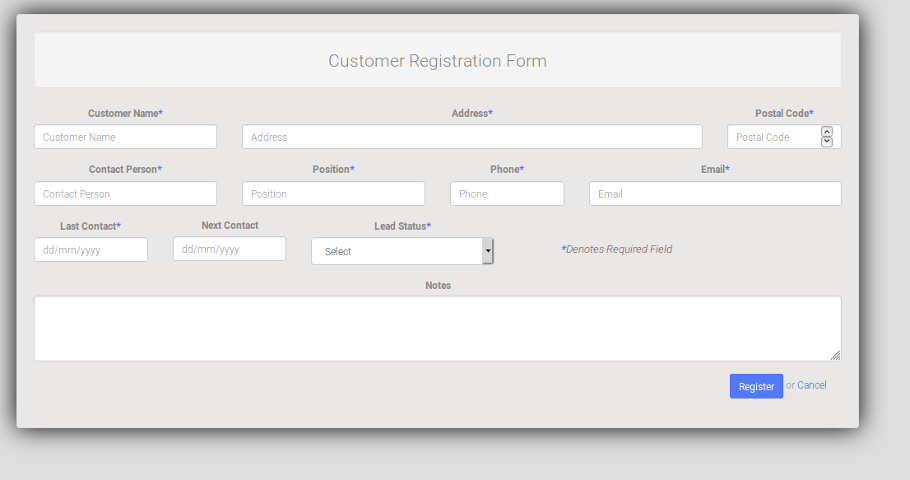 Customer Registration Form
Customer Name* Address* Postal Code*
Customer Name Address Postal Code
Contact Person* Position* Phone* Email*
Contact Person Position Phone Email
Last Contact* Next Contact Lead Status*
dd/mm/yyyy dd/mm/yyyy Select *Denotes Required Field
Notes
Register or Cancel